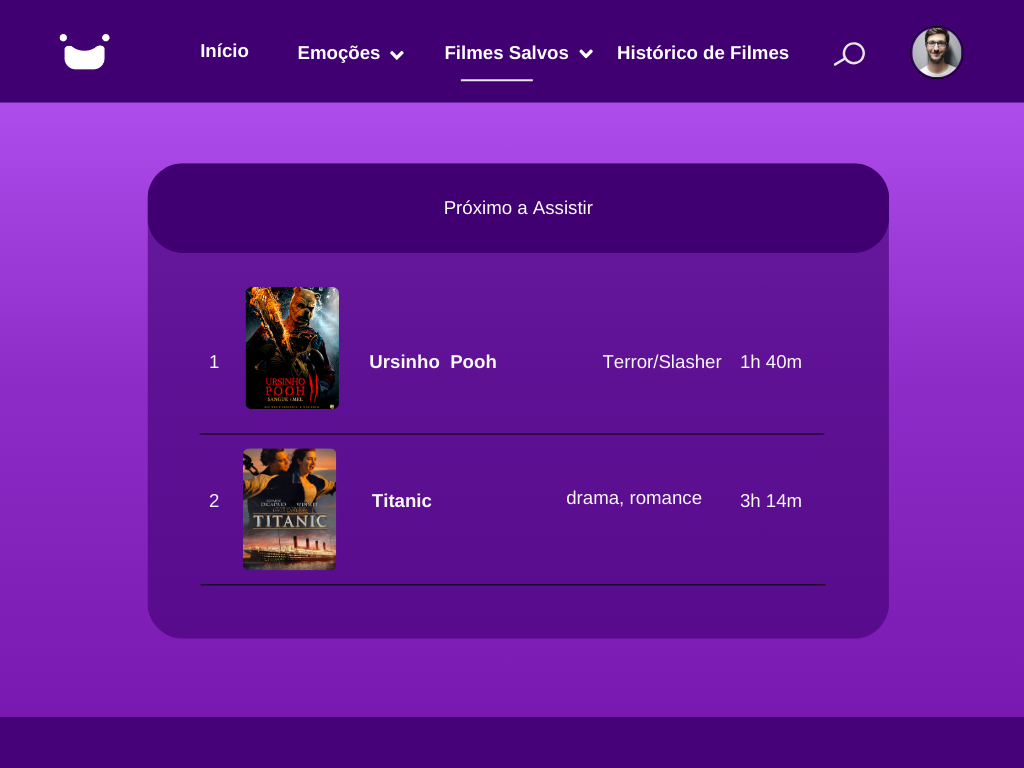 Início
Emoções
Filmes Salvos
Histórico de Filmes
Próximo a Assistir
1
URSINHO
POOH II
SANGUE E MEL
Ursinho Pooh
Terror/Slasher
1h 40m
2
TITANIC
Titanic
drama, romance
3h 14m